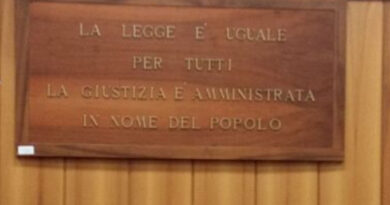 LA LEGGE E' UGUALE
PER TUTTI
LA GIUSTIZIA E AMMINISTRATA
IN NOME DEL POPOLO